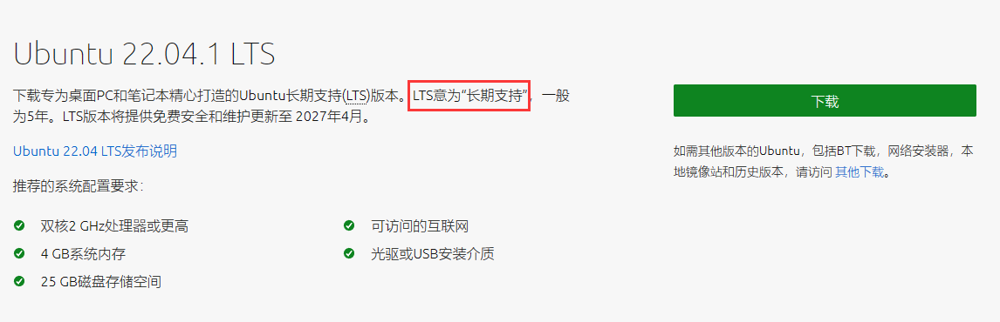 Ubuntu 22.04.1 LTS
下载专为桌面PC和笔记本精心打造的Ubuntu长期支持(LTS)版本。LTS意为“长期支持”，一般
为5年。LTS版本将提供免费安全和维护更新至 2027年4月。
Ubuntu 22.04 LTS发布说明
推荐的系统配置要求：
双核2 GHz处理器或更高
4 GB系统内存
25 GB磁盘存储空间
可访问的互联网
光驱或USB安装介质
下载
如需其他版本的Ubuntu，包括BT下载，网络安装器，本
地镜像站和历史版本，请访问 其他下载。